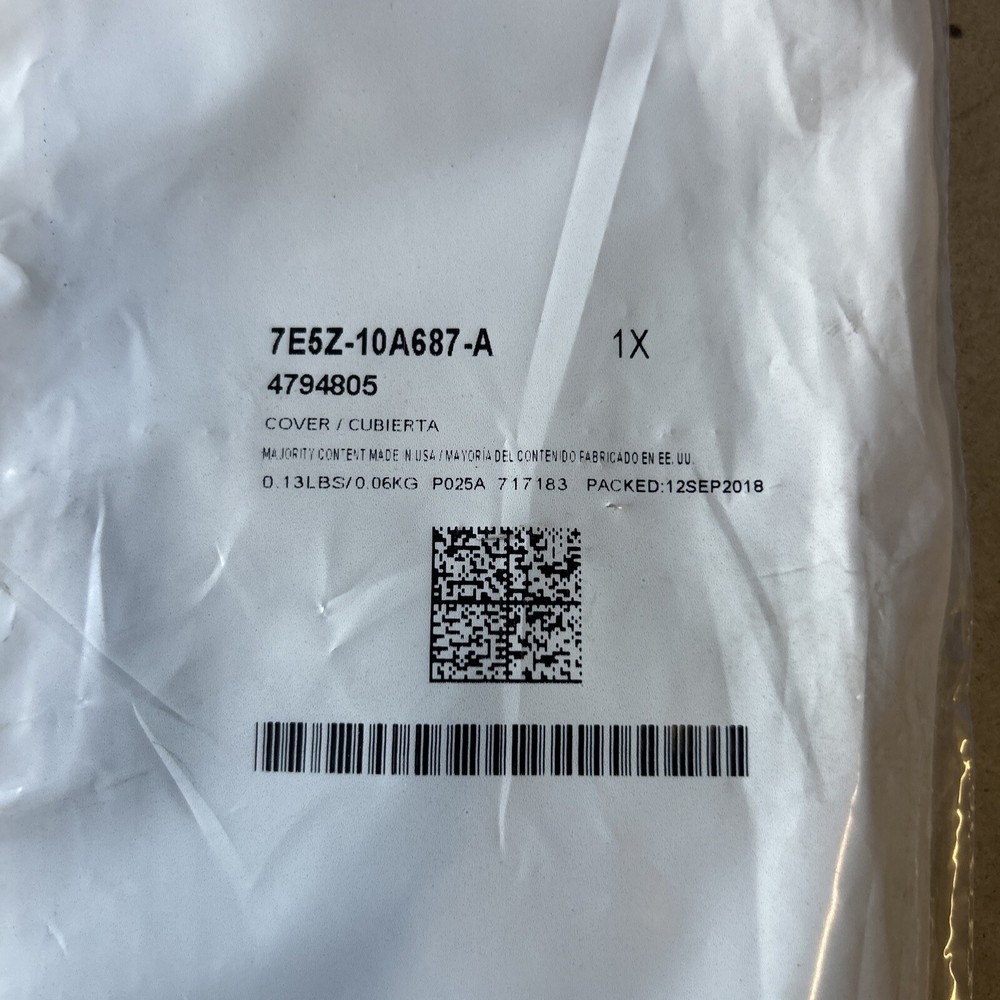 7E5Z-10A687-A 1X
4794805
COVER / CUBIERTA
MAJORITY CONTENT MADE IN USA / MAYORÍA DEL CONTENIDO FABRICADO EN EE. UU.
0.13LBS/0.06KG P025A 717183 PACKED:12SEP2018